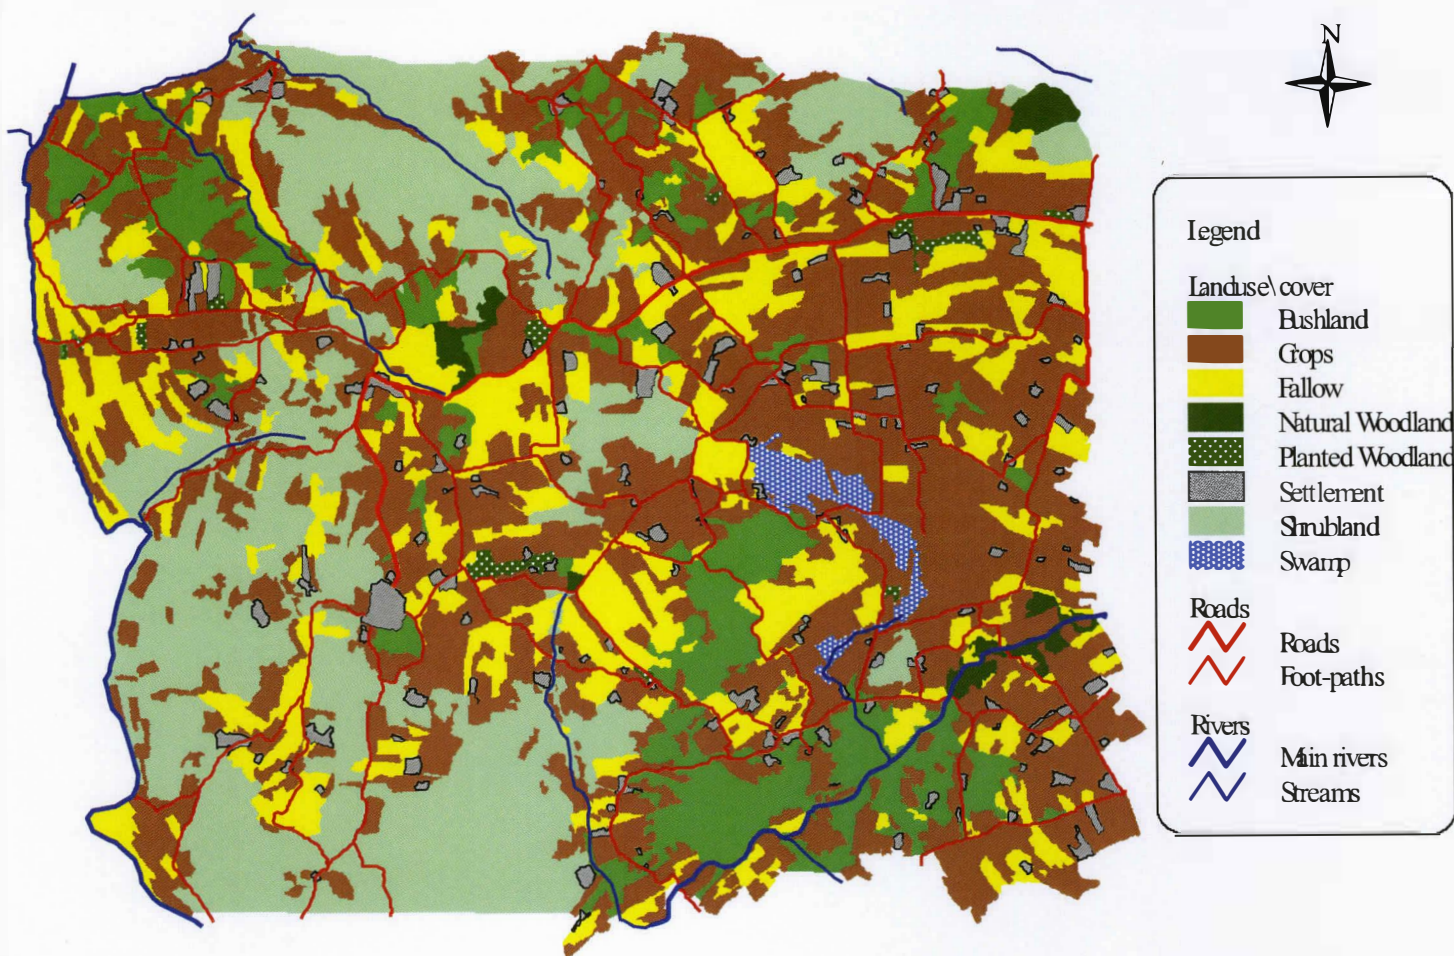 N
Legend
Landuse\cover
Bushland
Crops
Fallow
Natural Woodland
Planted Woodland
Settlement
Shrubland
Swamp
Roads
Roads
Foot-paths
Rivers
Main rivers
Streams